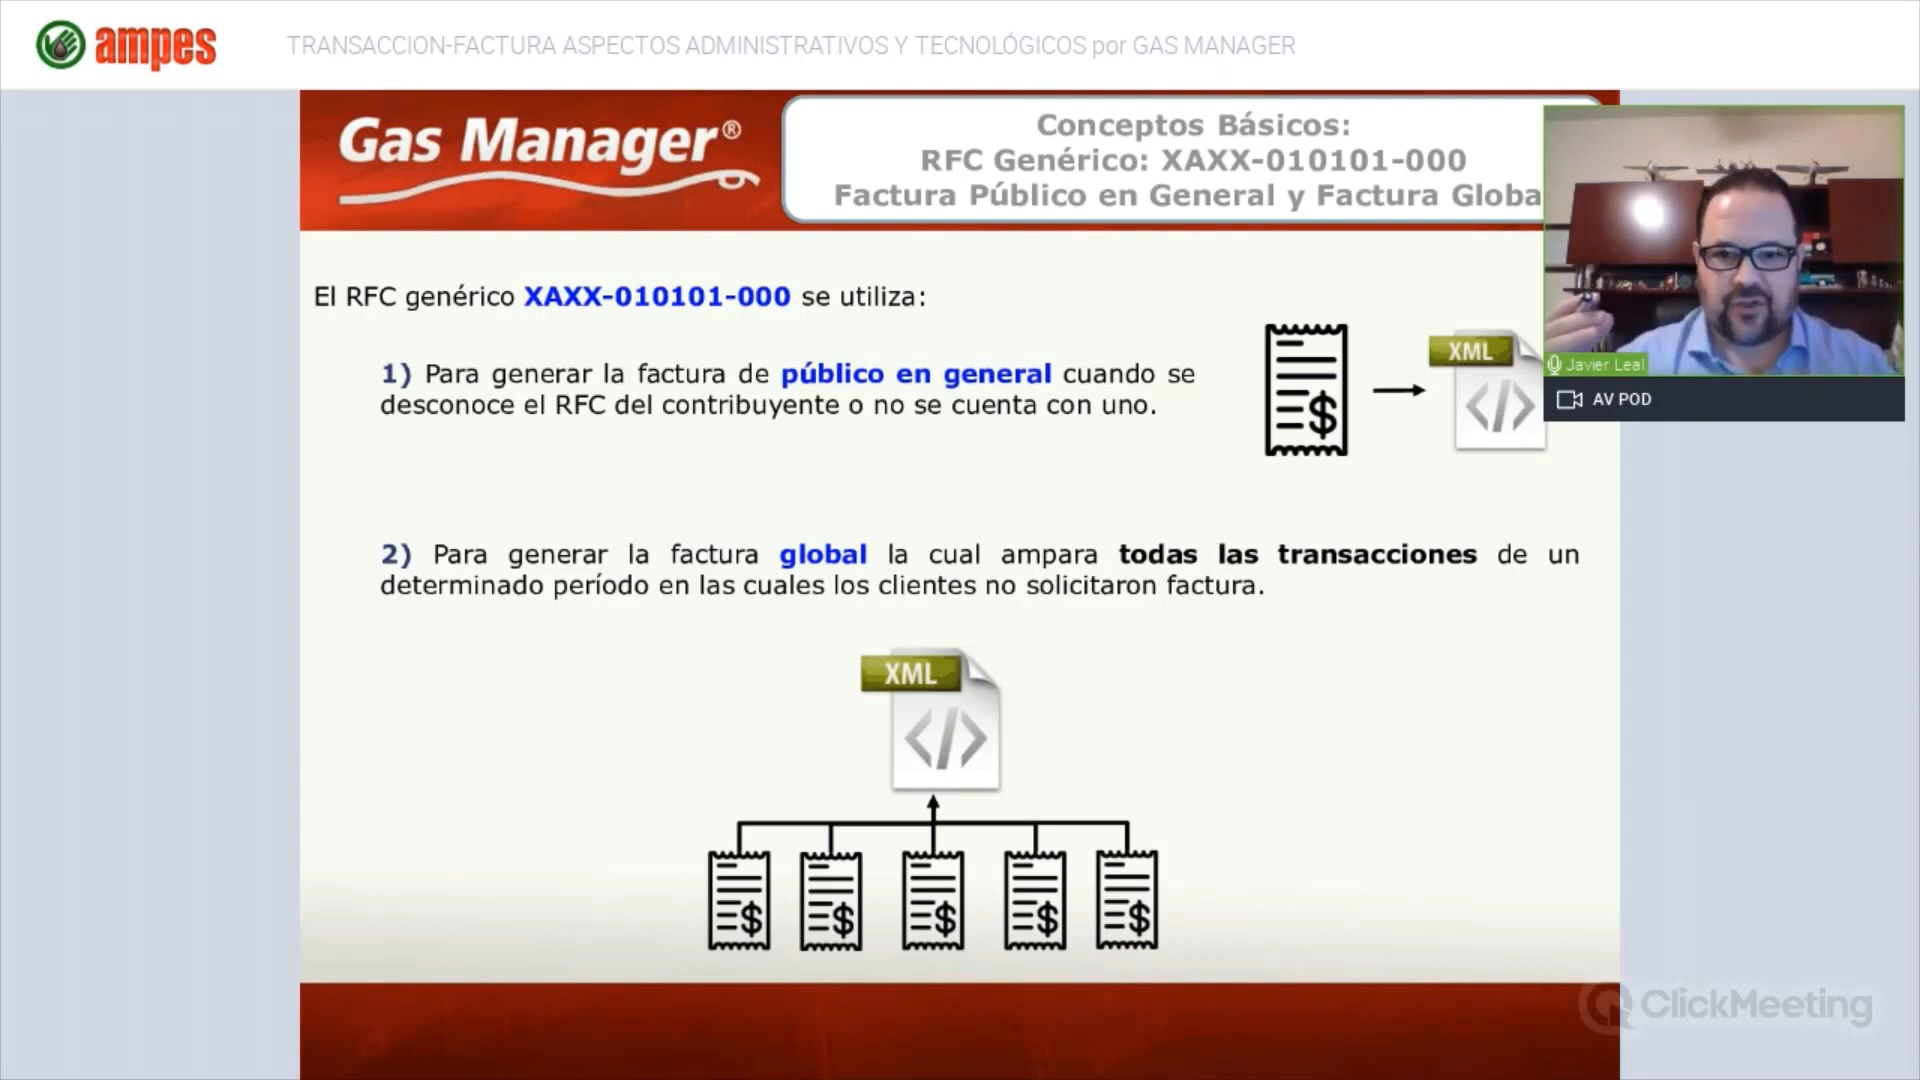 ampes
TRANSACCION-FACTURA ASPECTOS ADMINISTRATIVOS Y TECNOLÓGICOS por GAS MANAGER
Gas Manager®
Conceptos Básicos:
RFC Genérico: XAXX-010101-000
Factura Público en General y Factura Globa
El RFC genérico XAXX-010101-000 se utiliza:
1) Para generar la factura de público en general cuando se
desconoce el RFC del contribuyente o no se cuenta con uno.
$
XML
</>
Javier Leal
AV POD
2) Para generar la factura global la cual ampara todas las transacciones de un
determinado período en las cuales los clientes no solicitaron factura.
XML
</>
$ $ $ $ $
ClickMeeting